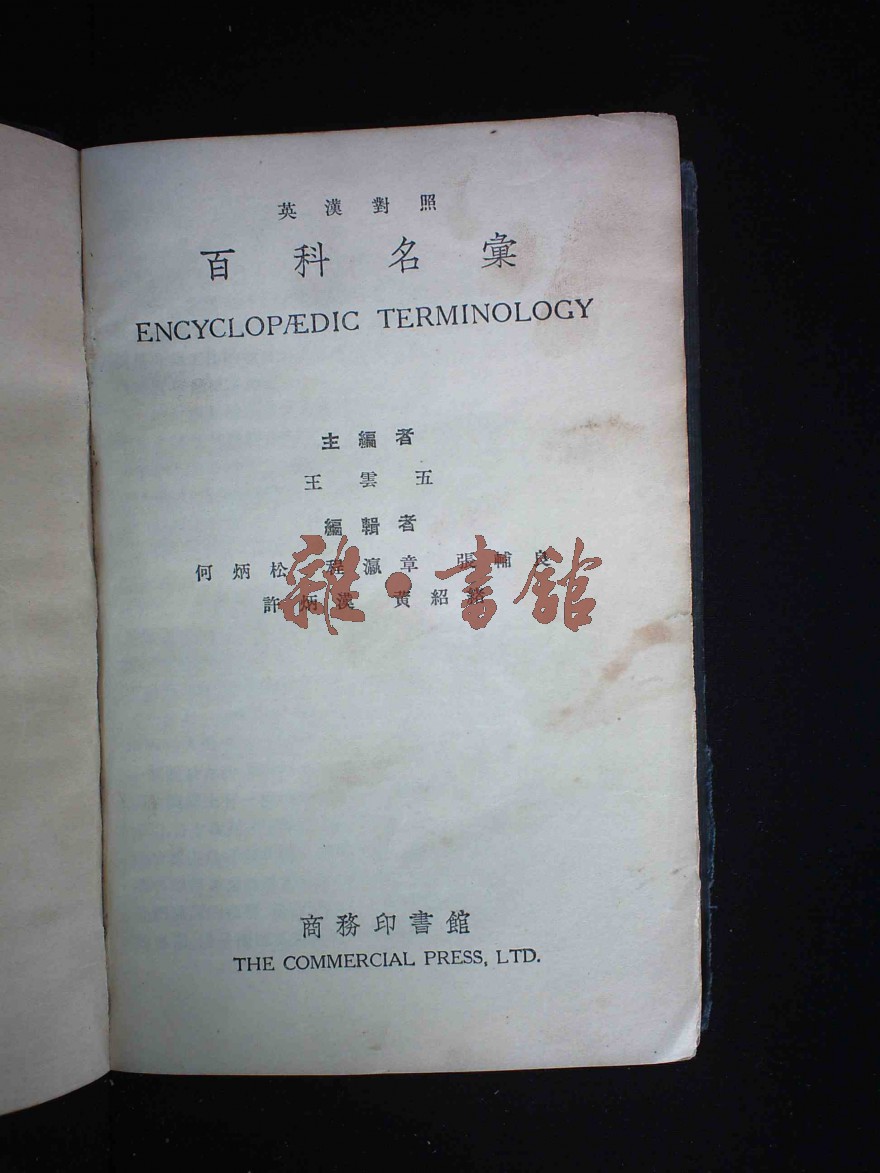 英漢對照
百科名彙
ENCYCLOPÆDIC TERMINOLOGY
主編者
王雲五
編輯者
何炳松 程瀛章 張輔良
許炳漢 黃紹緒
雜·書館
商務印書館
THE COMMERCIAL PRESS, LTD.